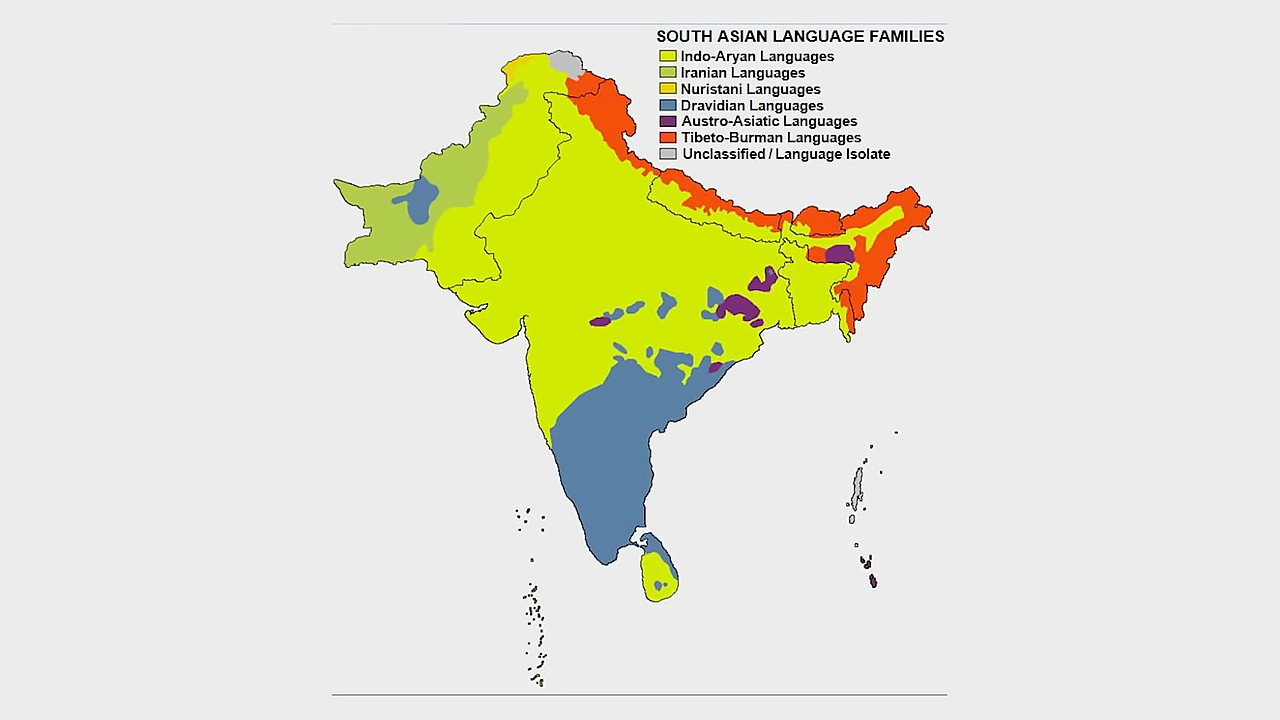 SOUTH ASIAN LANGUAGE FAMILIES
Indo-Aryan Languages
Iranian Languages
Nuristani Languages
Dravidian Languages
Austro-Asiatic Languages
Tibeto-Burman Languages
Unclassified / Language Isolate